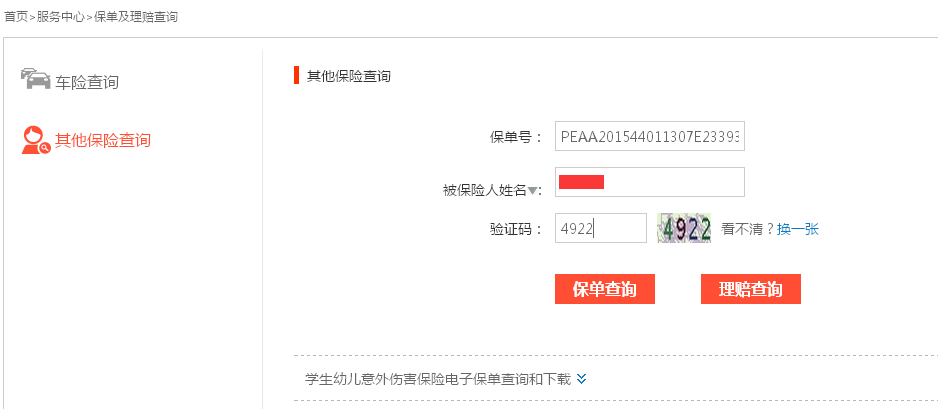 首页>服务中心>保单及理赔查询
车险查询
其他保险查询
其他保险查询
保单号：
PEAA201544011307E23393
被保险人姓名 ：
验证码： 4922 4922 看不清？换一张
保单查询 理赔查询
学生幼儿意外伤害保险电子保单查询和下载